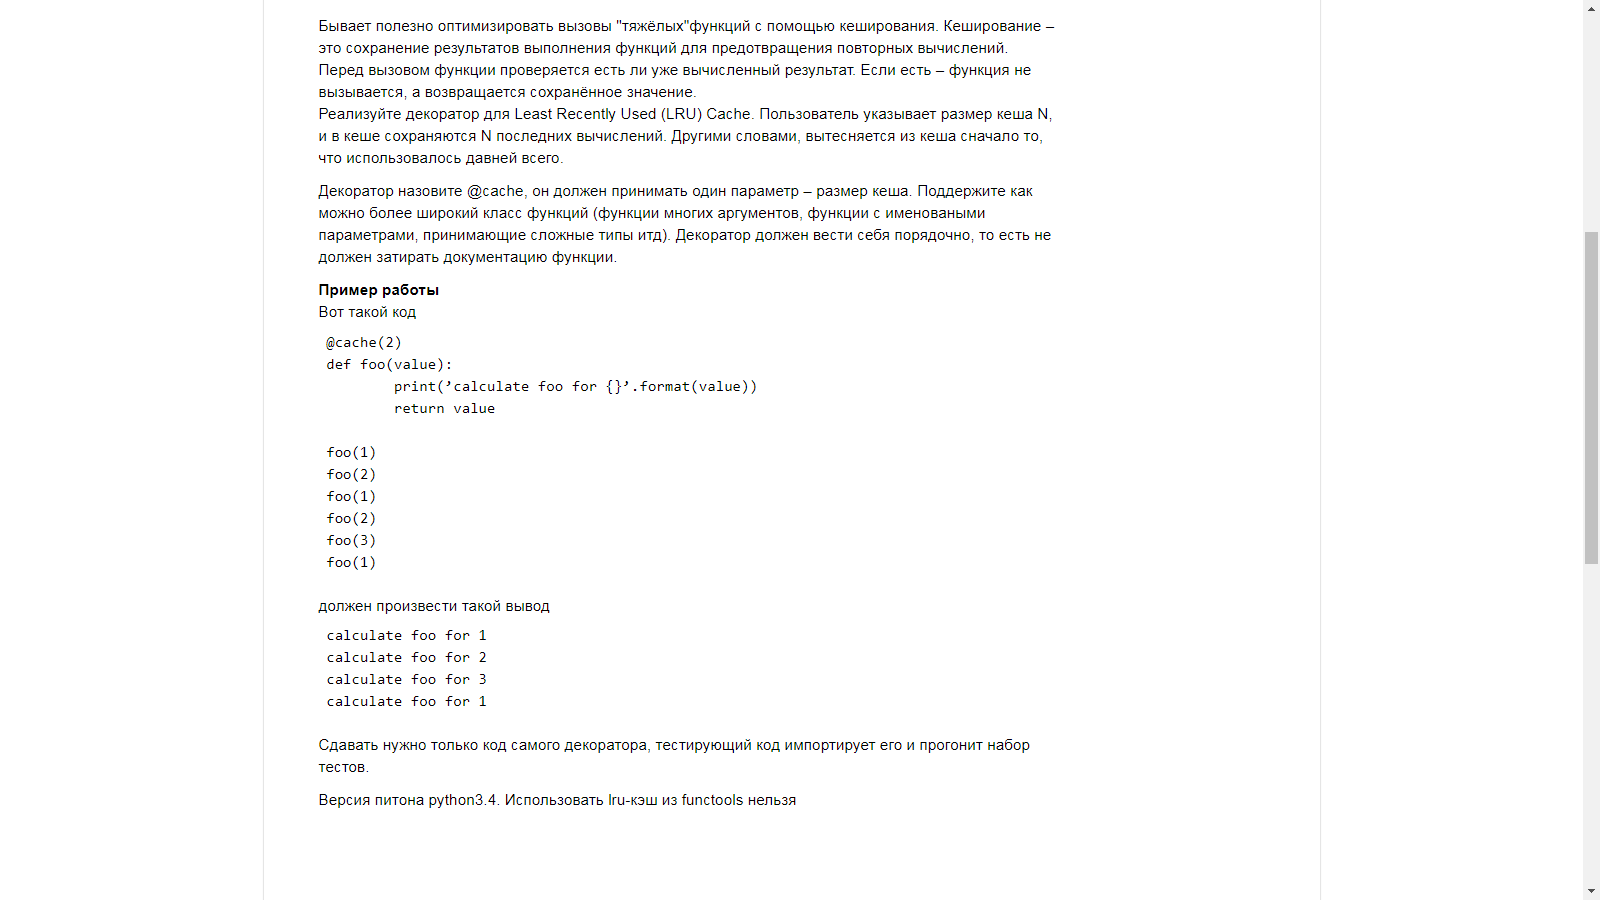 Бывает полезно оптимизировать вызовы "тяжёлых"функций с помощью кеширования. Кеширование –
это сохранение результатов выполнения функций для предотвращения повторных вычислений.
Перед вызовом функции проверяется есть ли уже вычисленный результат. Если есть – функция не
вызывается, а возвращается сохранённое значение.
Реализуйте декоратор для Least Recently Used (LRU) Cache. Пользователь указывает размер кеша N,
и в кеше сохраняются N последних вычислений. Другими словами, вытесняется из кеша сначало то,
что использовалось давней всего.
Декоратор назовите @cache, он должен принимать один параметр – размер кеша. Поддержите как
можно более широкий класс функций (функции многих аргументов, функции с именоваными
параметрами, принимающие сложные типы итд). Декоратор должен вести себя порядочно, то есть не
должен затирать документацию функции.
Пример работы
Вот такой код
@cache(2)
def foo(value):
        print(’calculate foo for {}’.format(value))
        return value
foo(1)
foo(2)
foo(1)
foo(2)
foo(3)
foo(1)
должен произвести такой вывод
calculate foo for 1
calculate foo for 2
calculate foo for 3
calculate foo for 1
Сдавать нужно только код самого декоратора, тестирующий код импортирует его и прогонит набор
тестов.
Версия питона python3.4. Использовать lru-кэш из functools нельзя